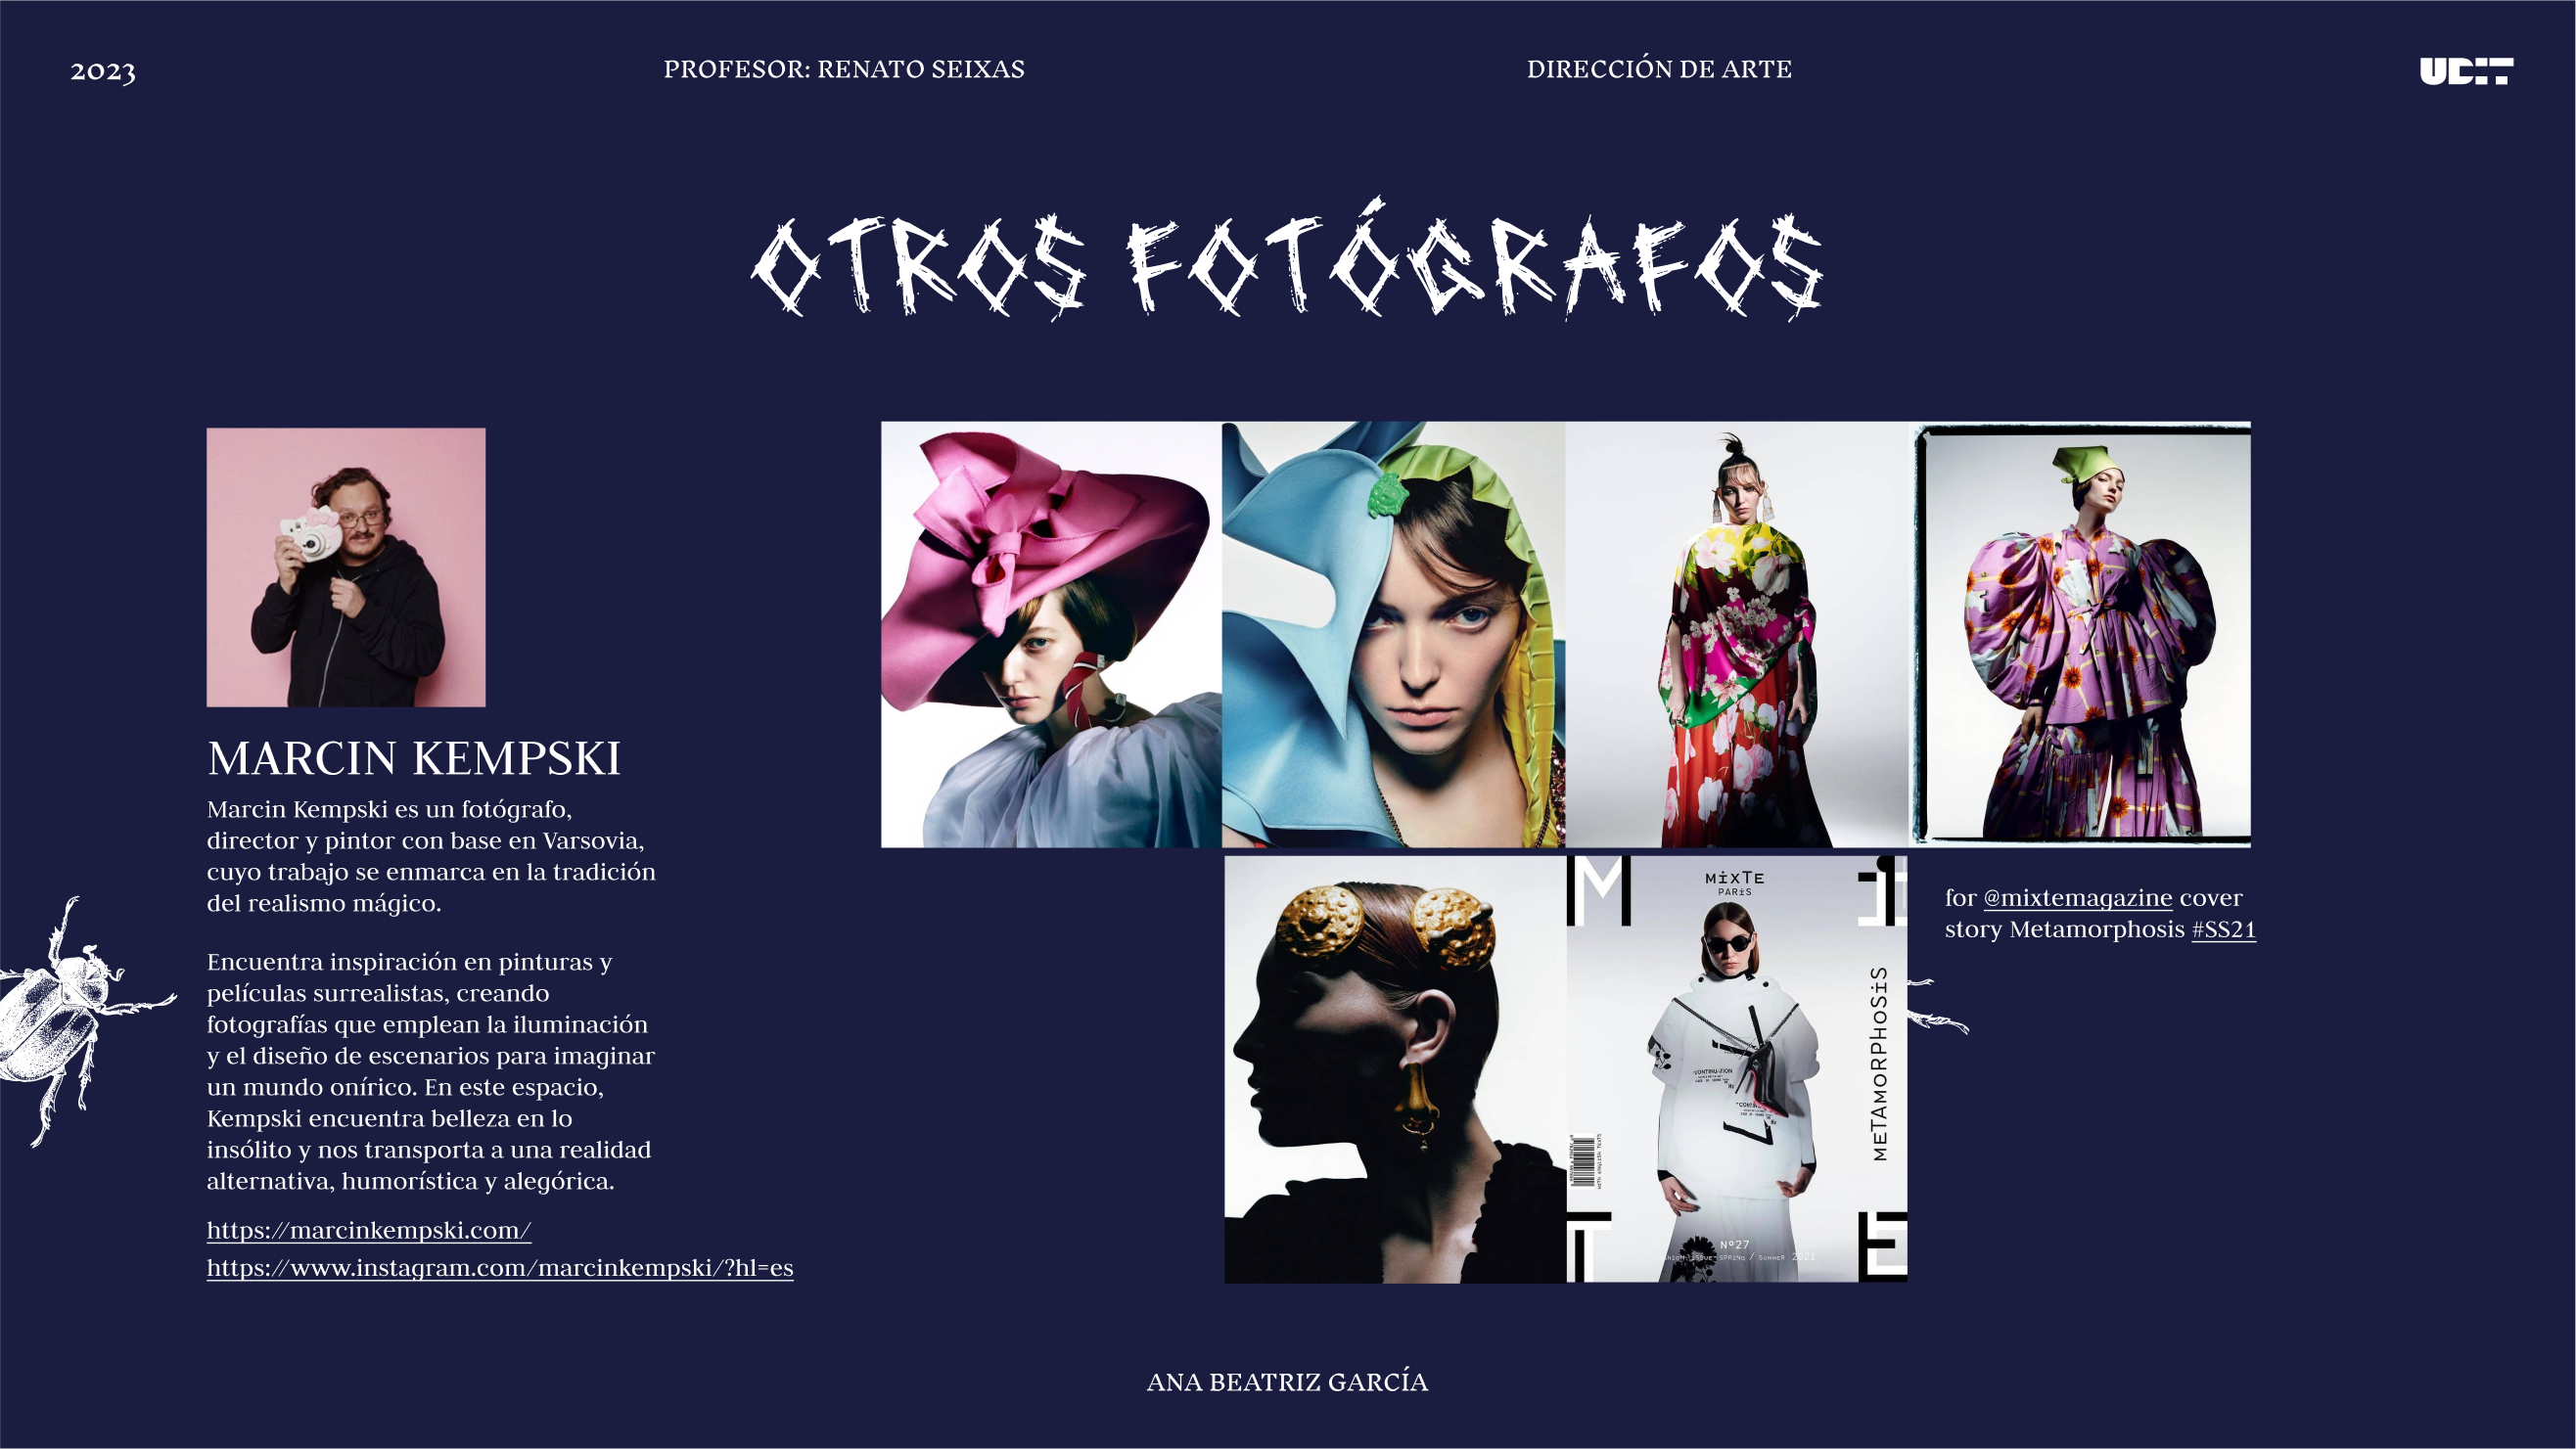 2023
PROFESOR: RENATO SEIXAS
DIRECCIÓN DE ARTE
UDIT
OTROS FOTÓGRAFOS
MARCIN KEMPSKI
Marcin Kempski es un fotógrafo,
director y pintor con base en Varsovia,
cuyo trabajo se enmarca en la tradición
del realismo mágico.
Encuentra inspiración en pinturas y
películas surrealistas, creando
fotografías que emplean la iluminación
y el diseño de escenarios para imaginar
un mundo onírico. En este espacio,
Kempski encuentra belleza en lo
insólito y nos transporta a una realidad
alternativa, humorística y alegórica.
https://marcinkempski.com/
https://www.instagram.com/marcinkempski/?hl=es
M i
MiXTE
PARiS
METAMORPHOSiS
"CONTINU-ZION
7
Nº27
FASHION ISSUE SPRING / SUMMER 2021
T E
for @mixtemagazine cover
story Metamorphosis #SS21
ANA BEATRIZ GARCÍA